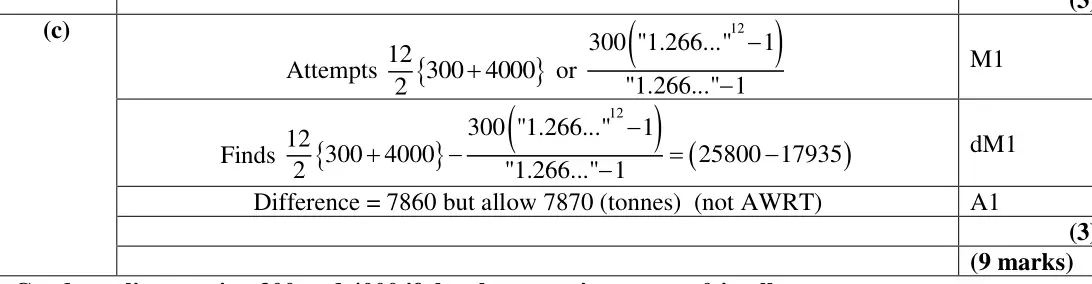 (c)
Attempts 12/2 {300 + 4000} or 300("1.266..."^12 − 1) / "1.266..." − 1 M1
Finds 12/2 {300 + 4000} − 300("1.266..."^12 − 1) / "1.266..." − 1 = (25800 − 17935) dM1
Difference = 7860 but allow 7870 (tonnes) (not AWRT) A1
(3)
(9 marks)